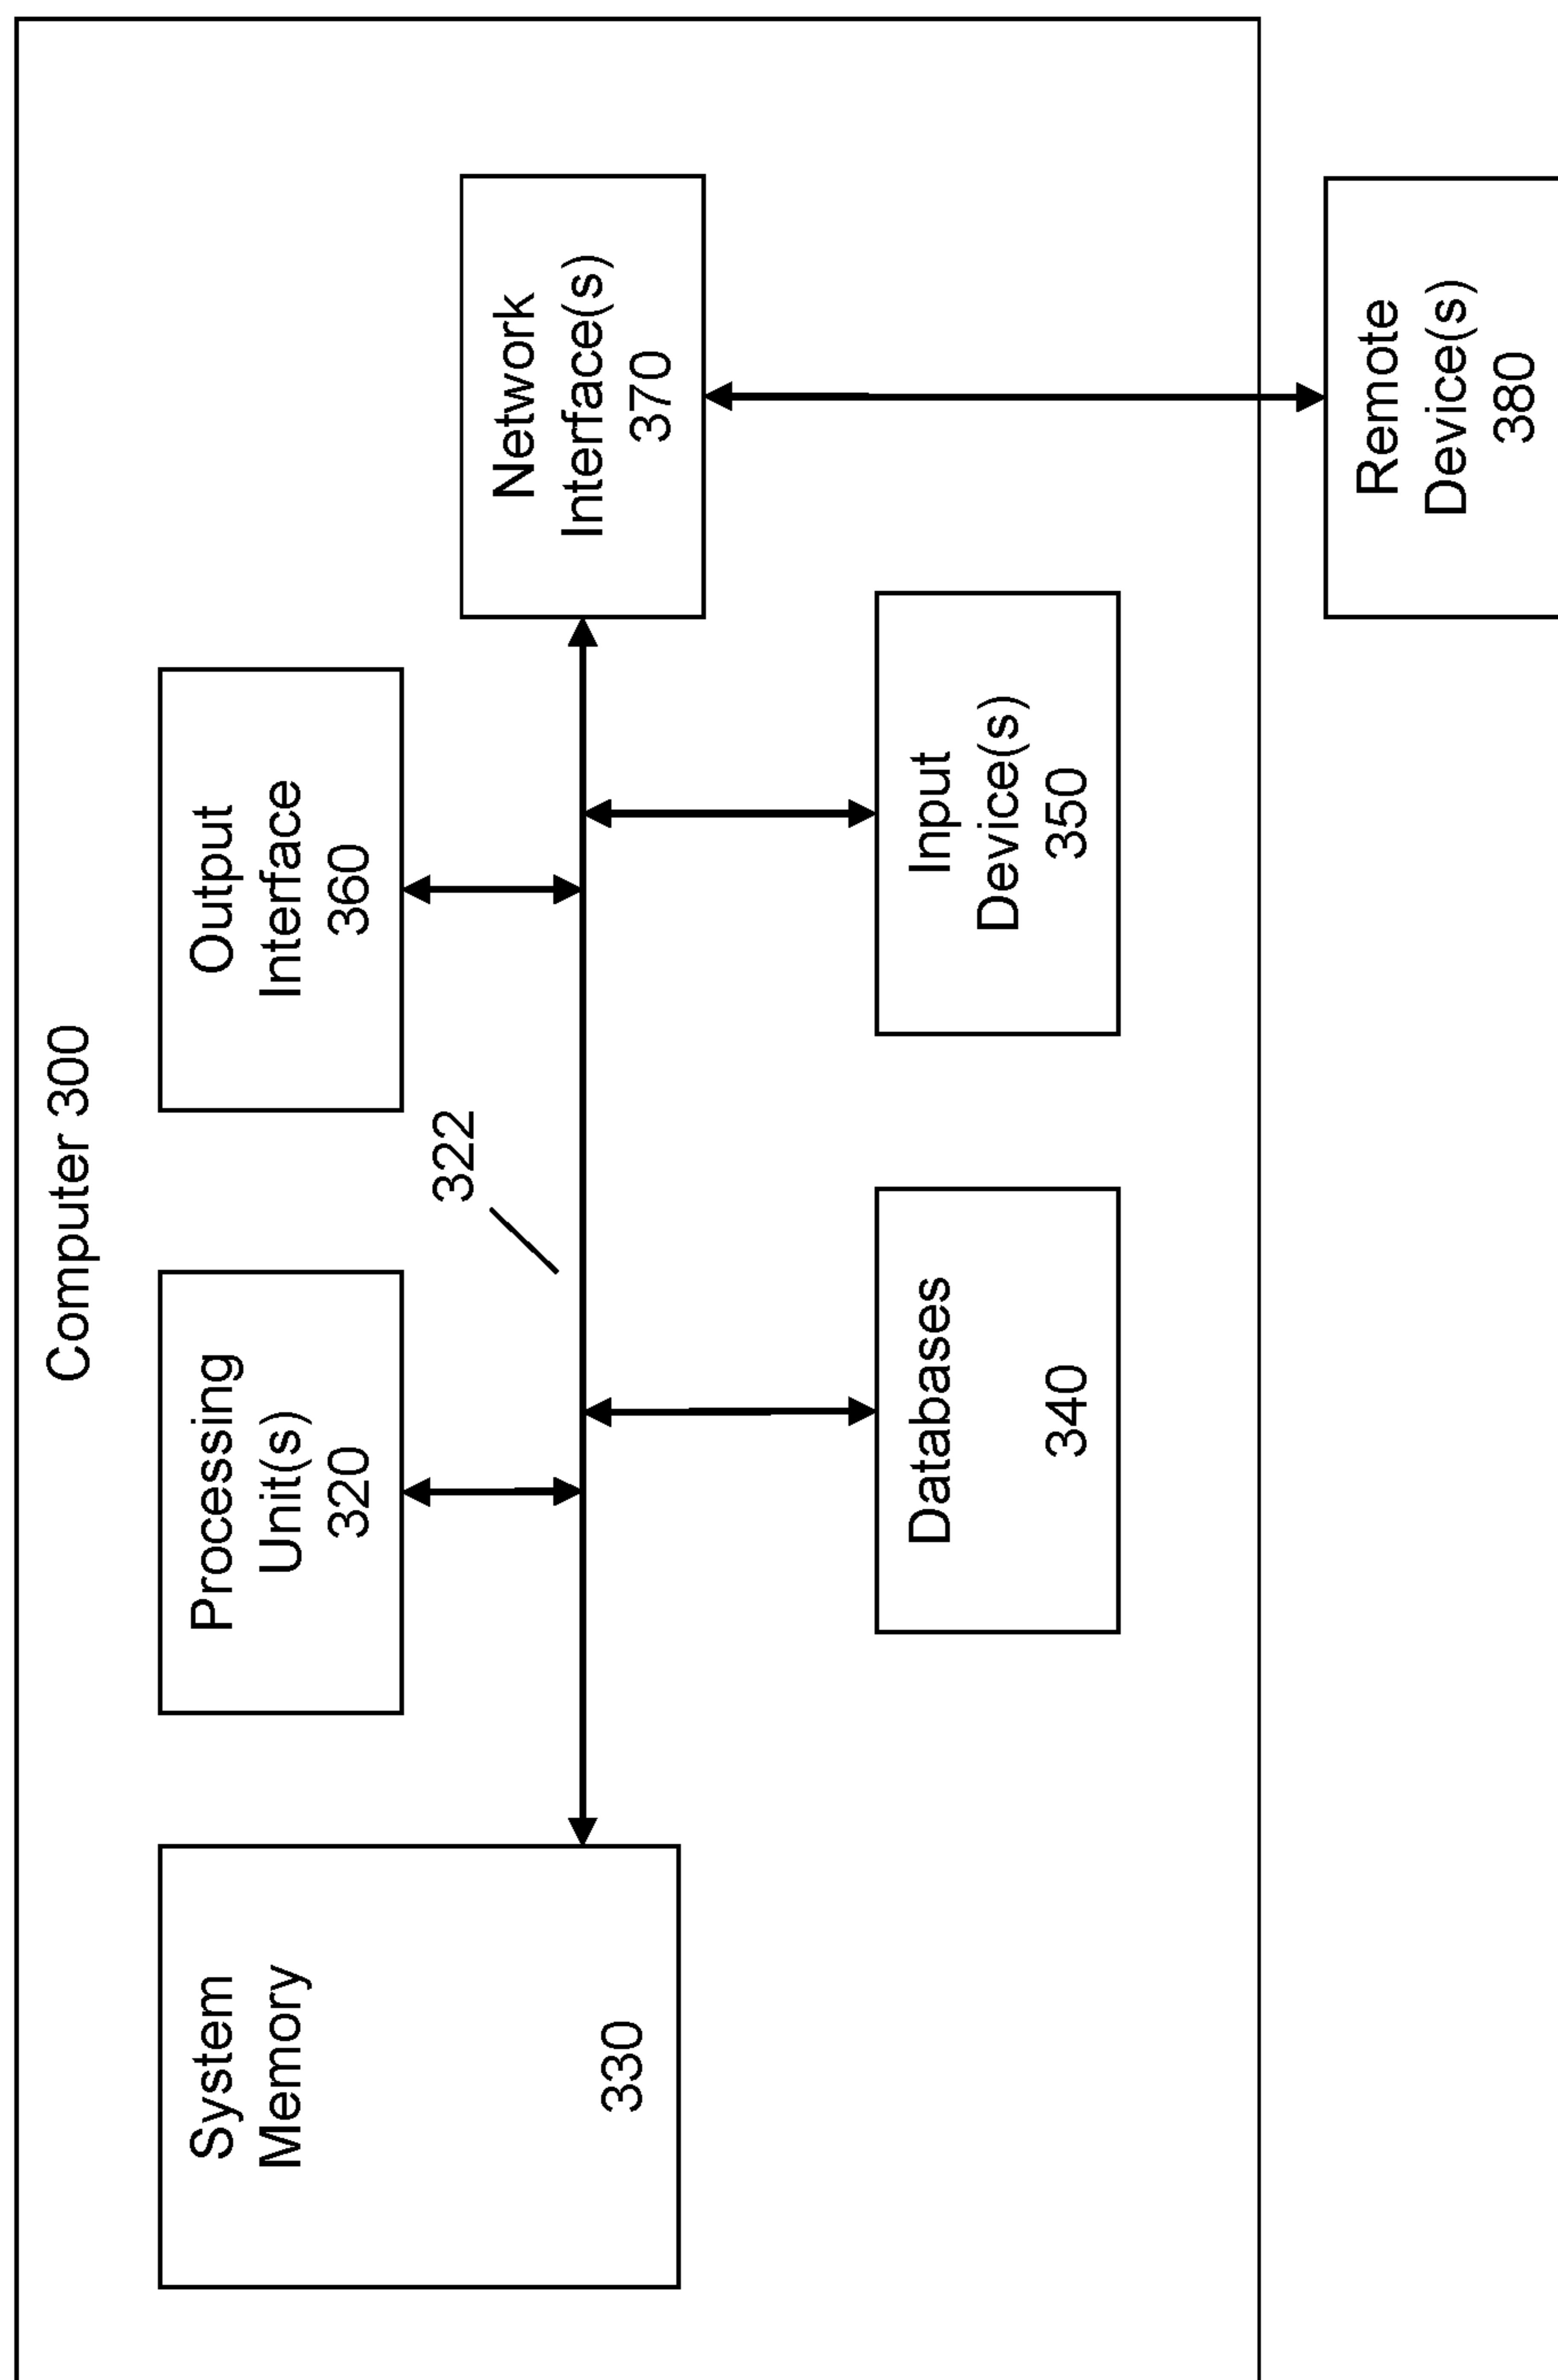 Computer 300
System
Memory
330
Processing
Unit(s)
320
Output
Interface
360
322
Network
Interface(s)
370
Databases
340
Input
Device(s)
350
Remote
Device(s)
380